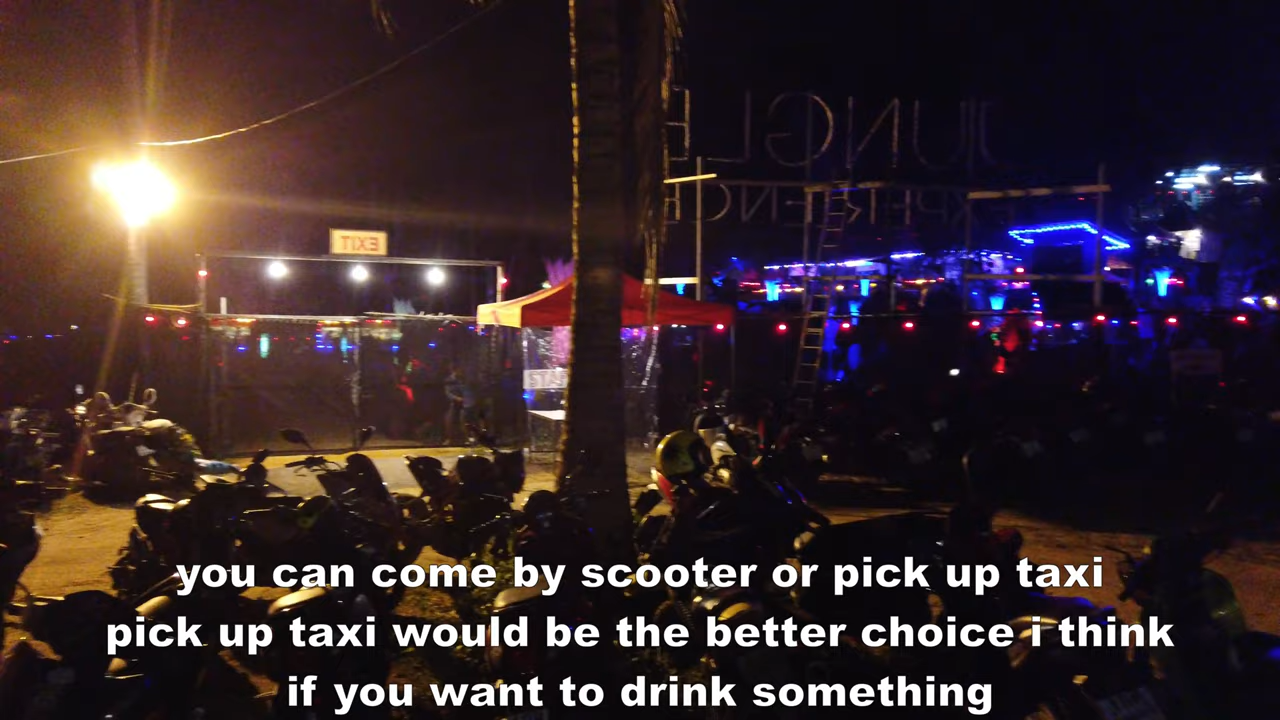 JUNGLE
EXPERIENCE
EXIT
you can come by scooter or pick up taxi
pick up taxi would be the better choice i think
if you want to drink something